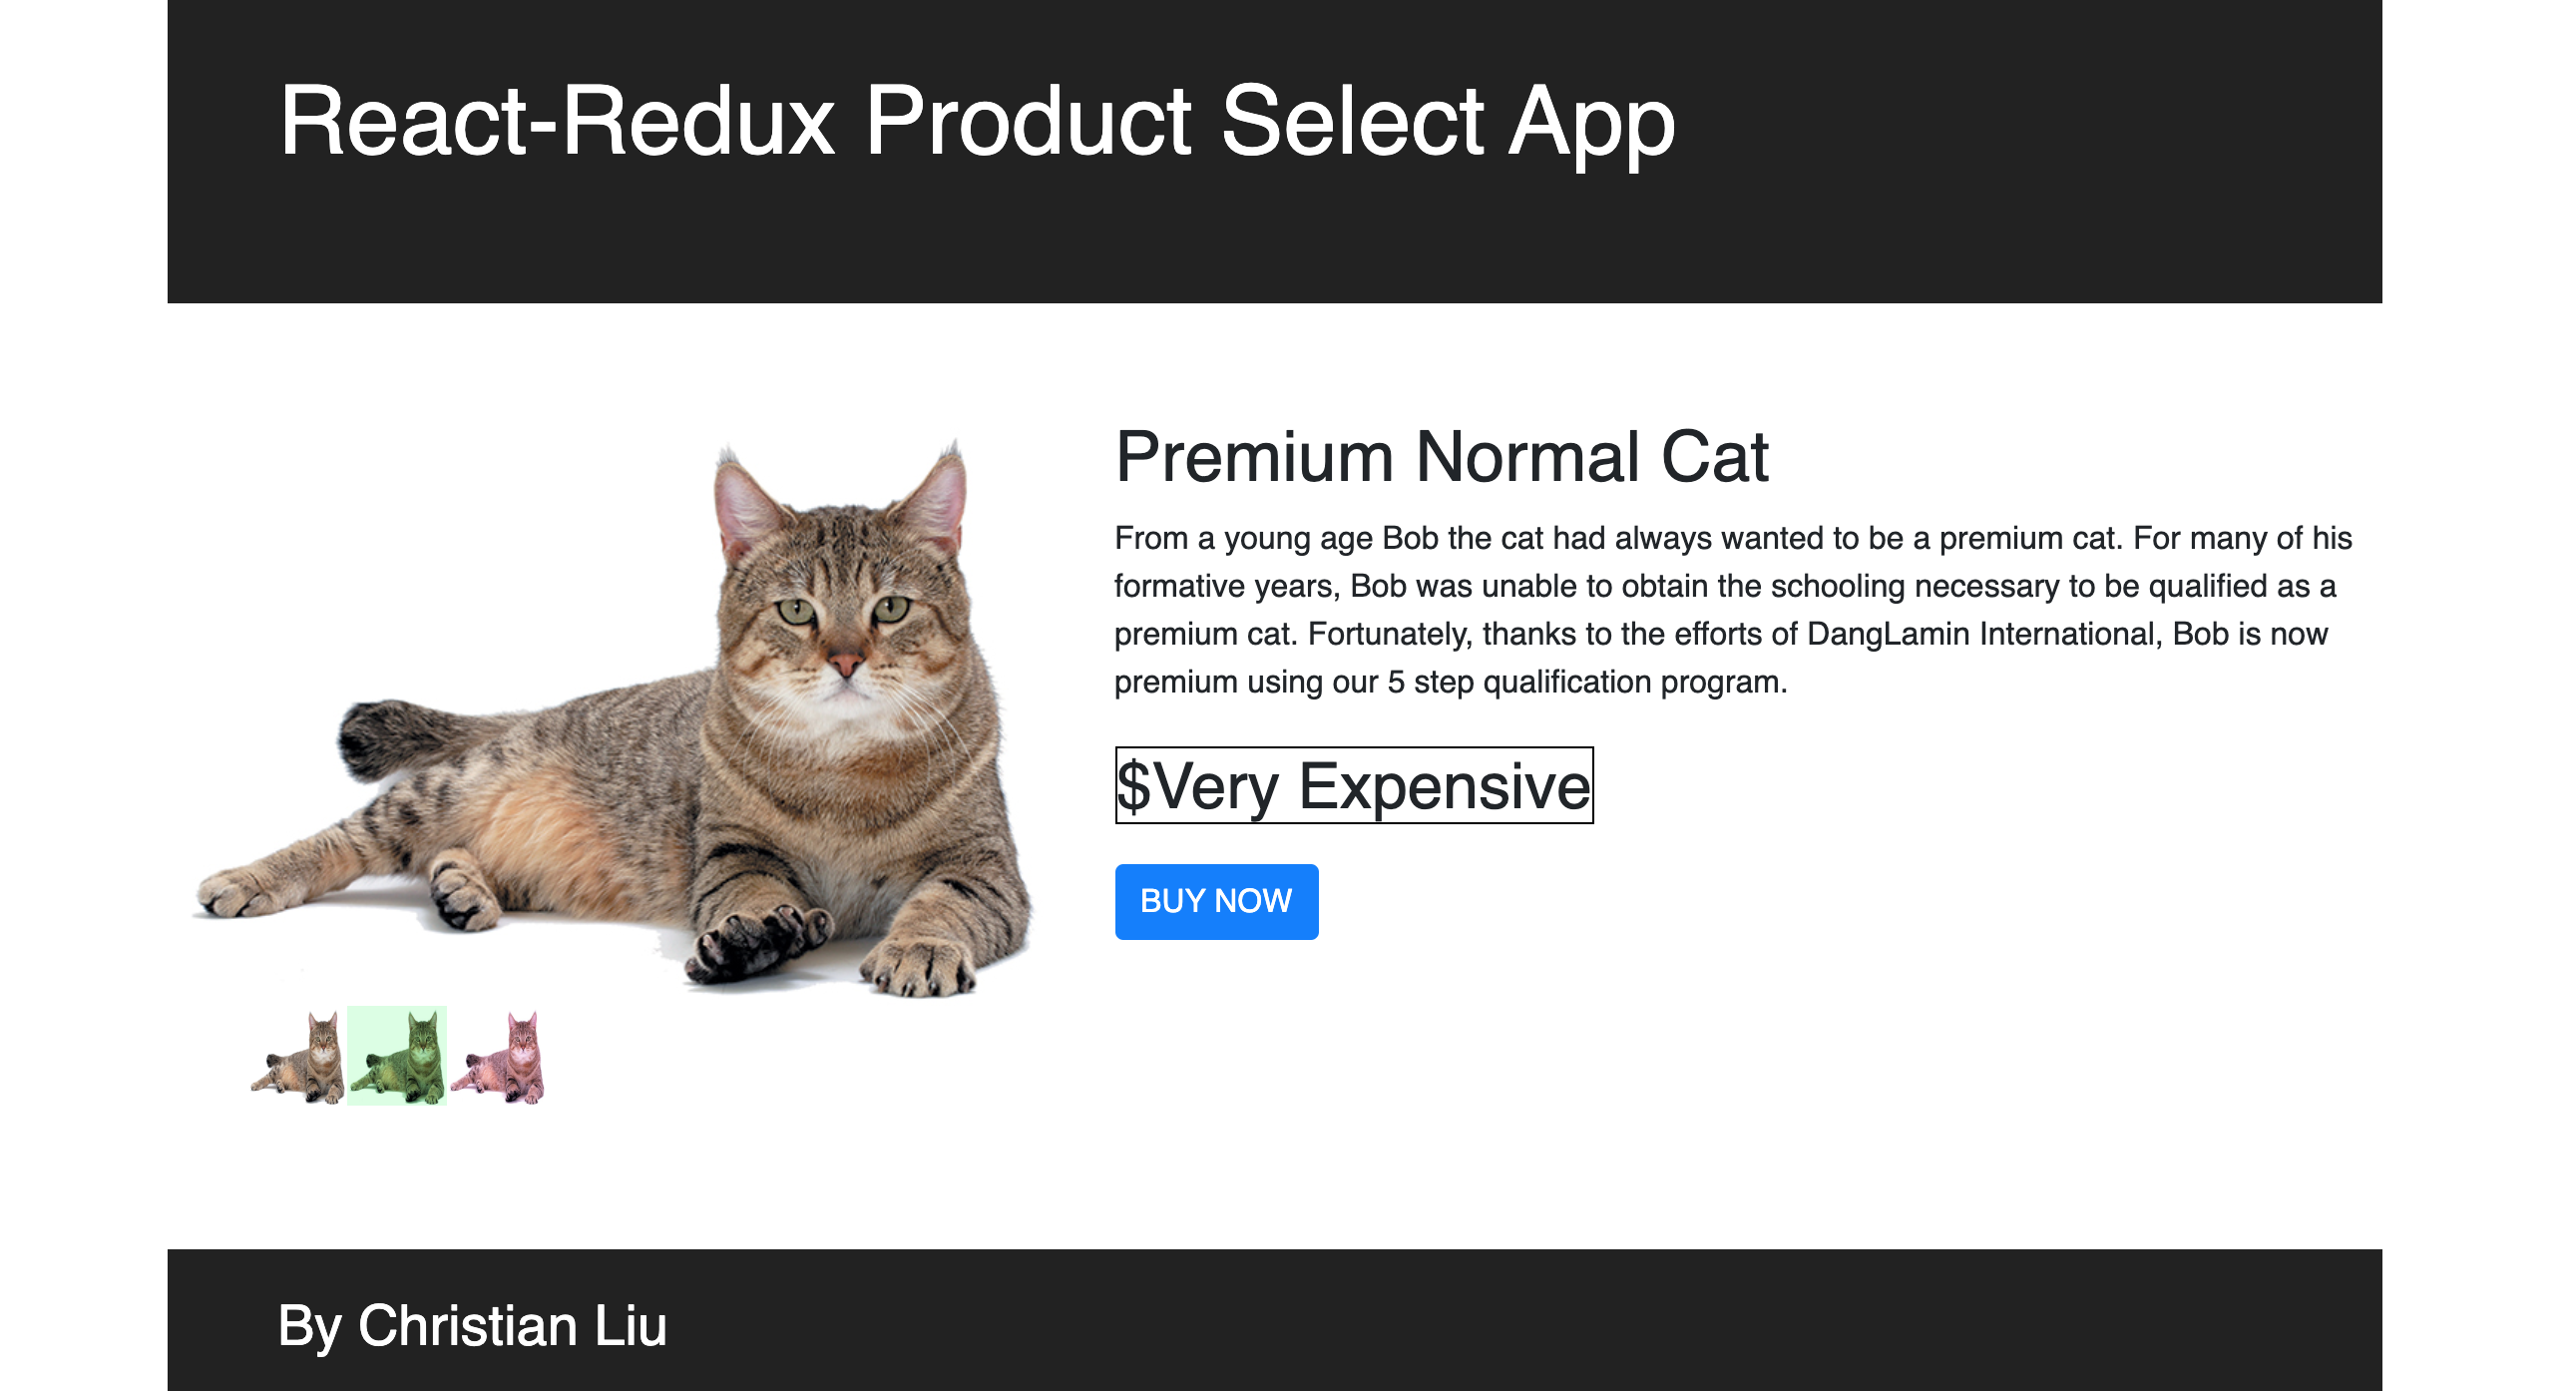 React-Redux Product Select App
Premium Normal Cat
From a young age Bob the cat had always wanted to be a premium cat. For many of his
formative years, Bob was unable to obtain the schooling necessary to be qualified as a
premium cat. Fortunately, thanks to the efforts of DangLamin International, Bob is now
premium using our 5 step qualification program.
$Very Expensive
BUY NOW
By Christian Liu